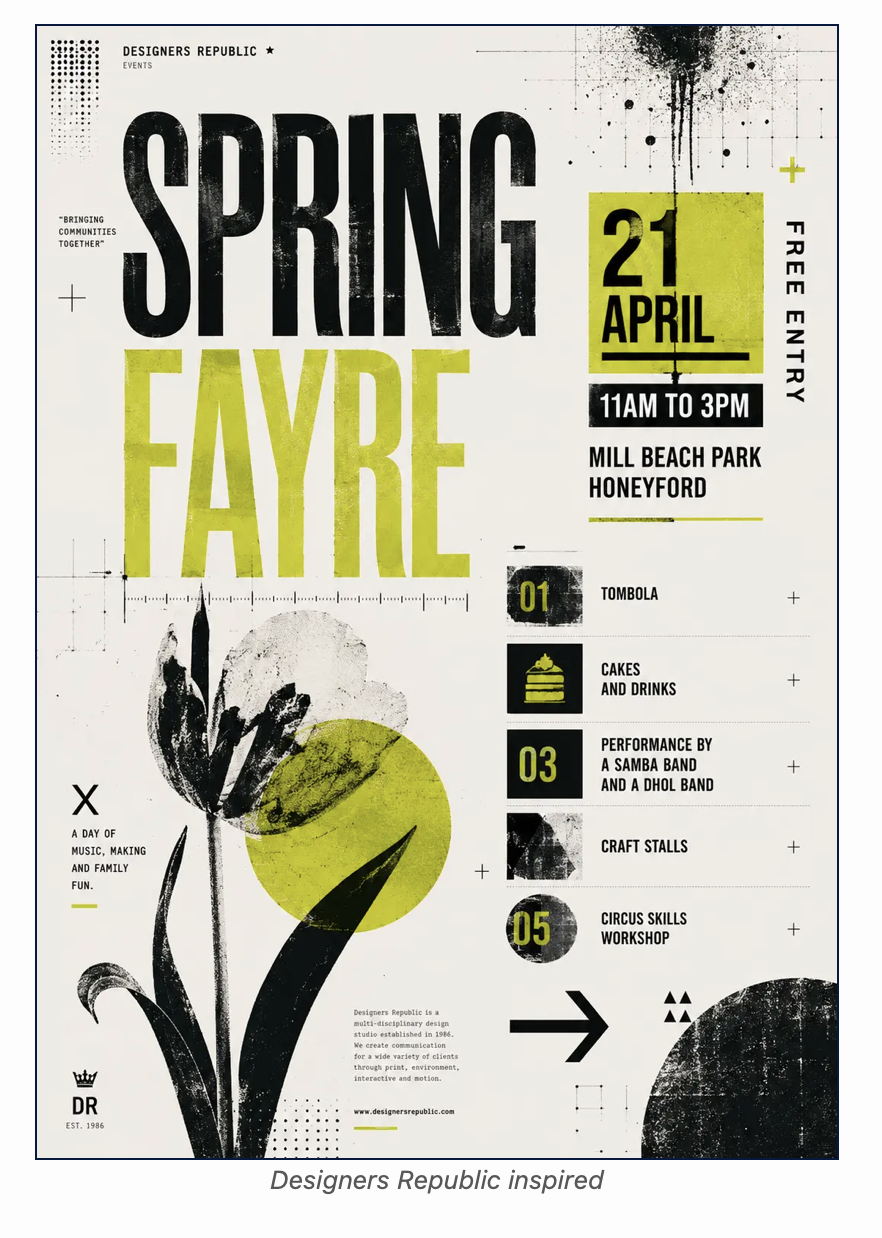 DESIGNERS REPUBLIC ★
EVENTS
SPRING
FAYRE
"BRINGING
COMMUNITIES
TOGETHER"
21
APRIL
11AM TO 3PM
MILL BEACH PARK
HONEYFORD
FREE ENTRY
01
TOMBOLA
CAKES
AND DRINKS
03
PERFORMANCE BY
A SAMBA BAND
AND A DHOL BAND
CRAFT STALLS
05
CIRCUS SKILLS
WORKSHOP
X
A DAY OF
MUSIC, MAKING
AND FAMILY
FUN.
Designers Republic is a
multi-disciplinary design
studio established in 1986.
We create communication
for a wide variety of clients
through print, environment,
interactive and motion.
www.designersrepublic.com
DR
EST. 1986
Designers Republic inspired